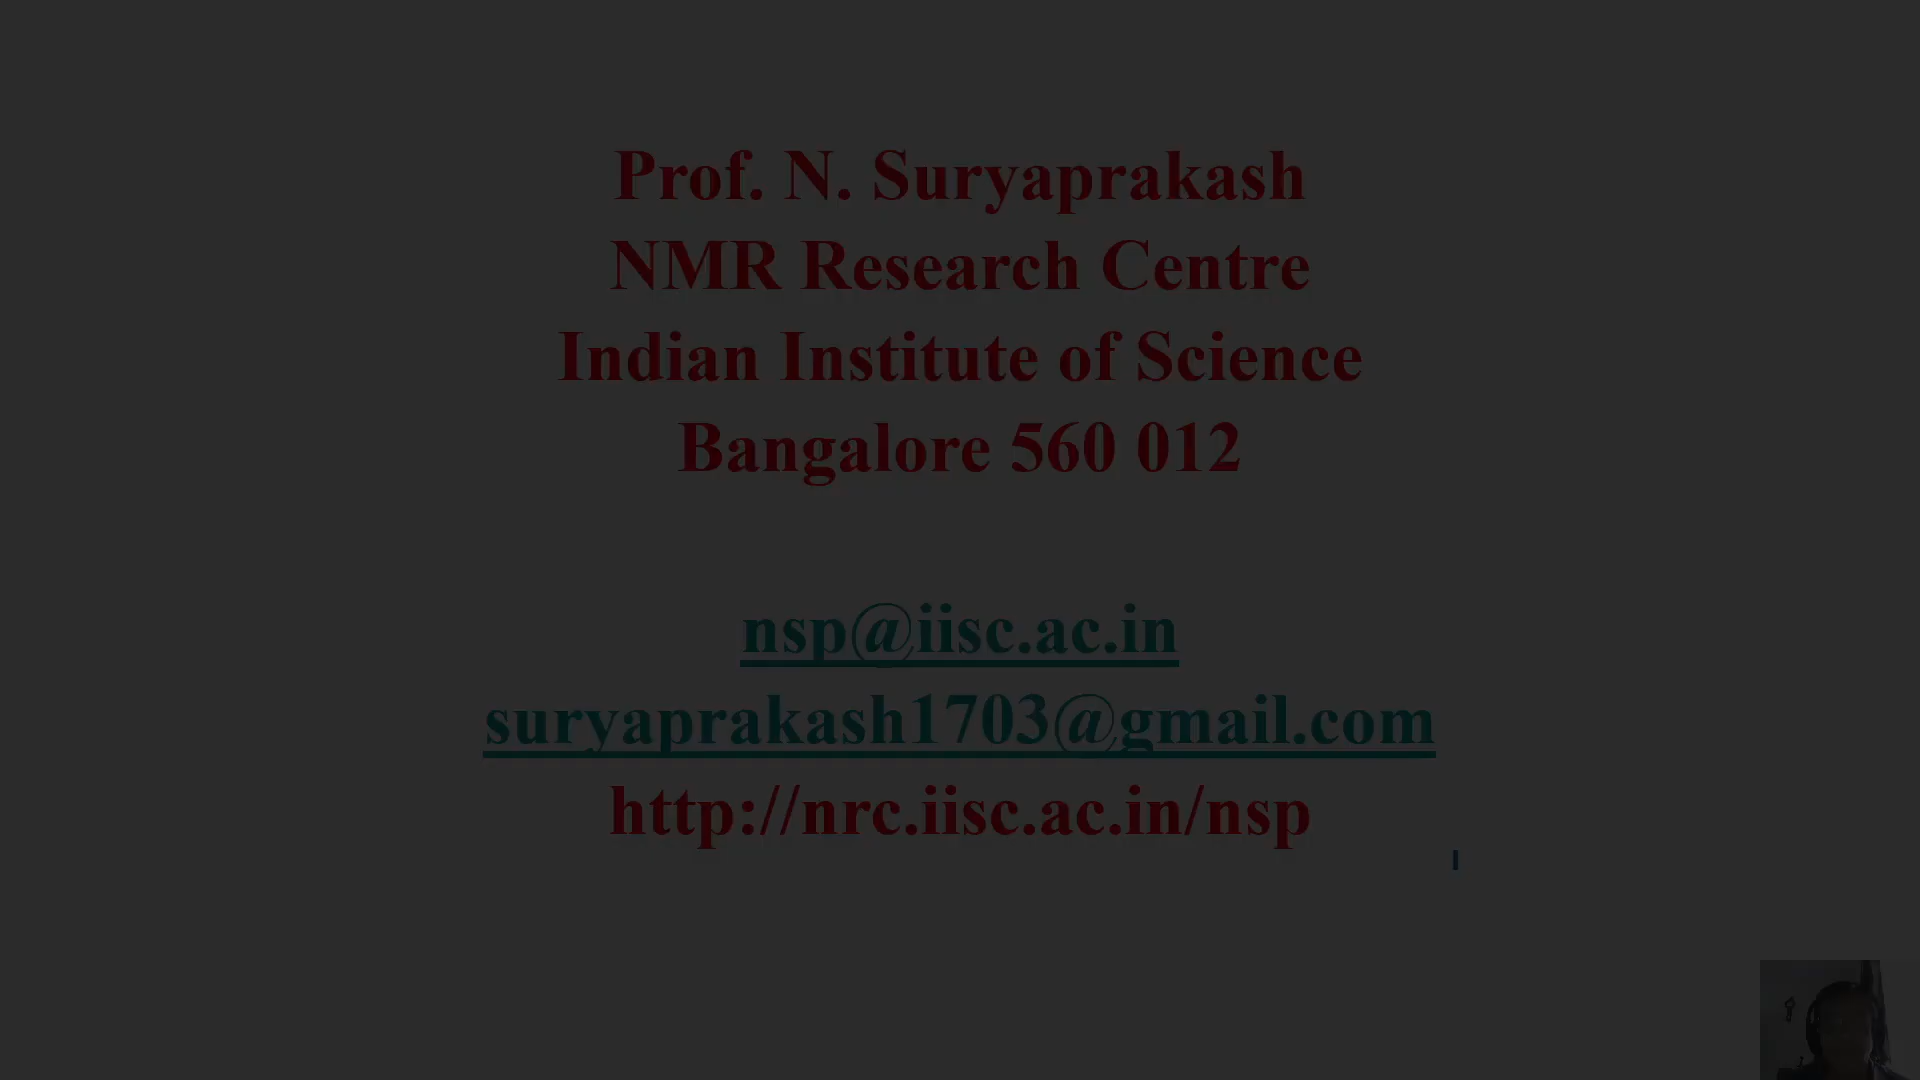 Prof. N. Suryaprakash
NMR Research Centre
Indian Institute of Science
Bangalore 560 012
nsp@iisc.ac.in
suryaprakash1703@gmail.com
http://nrc.iisc.ac.in/nsp